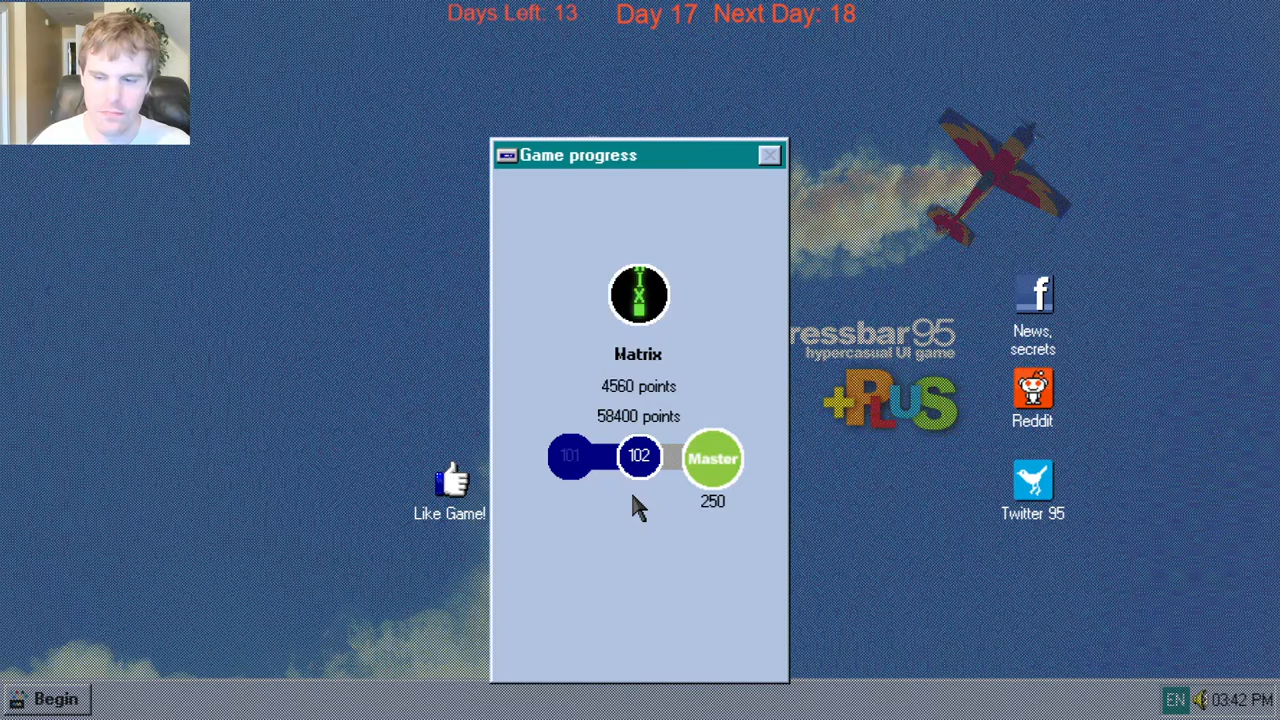 Days Left: 13 Day 17 Next Day: 18
Game progress
IX
Matrix
4560 points
58400 points
101 102 Master
250
ressbar95
hypercasual UI game
+PLUS
News,
secrets
Reddit
Twitter 95
Like Game!
Begin
EN 03:42 PM